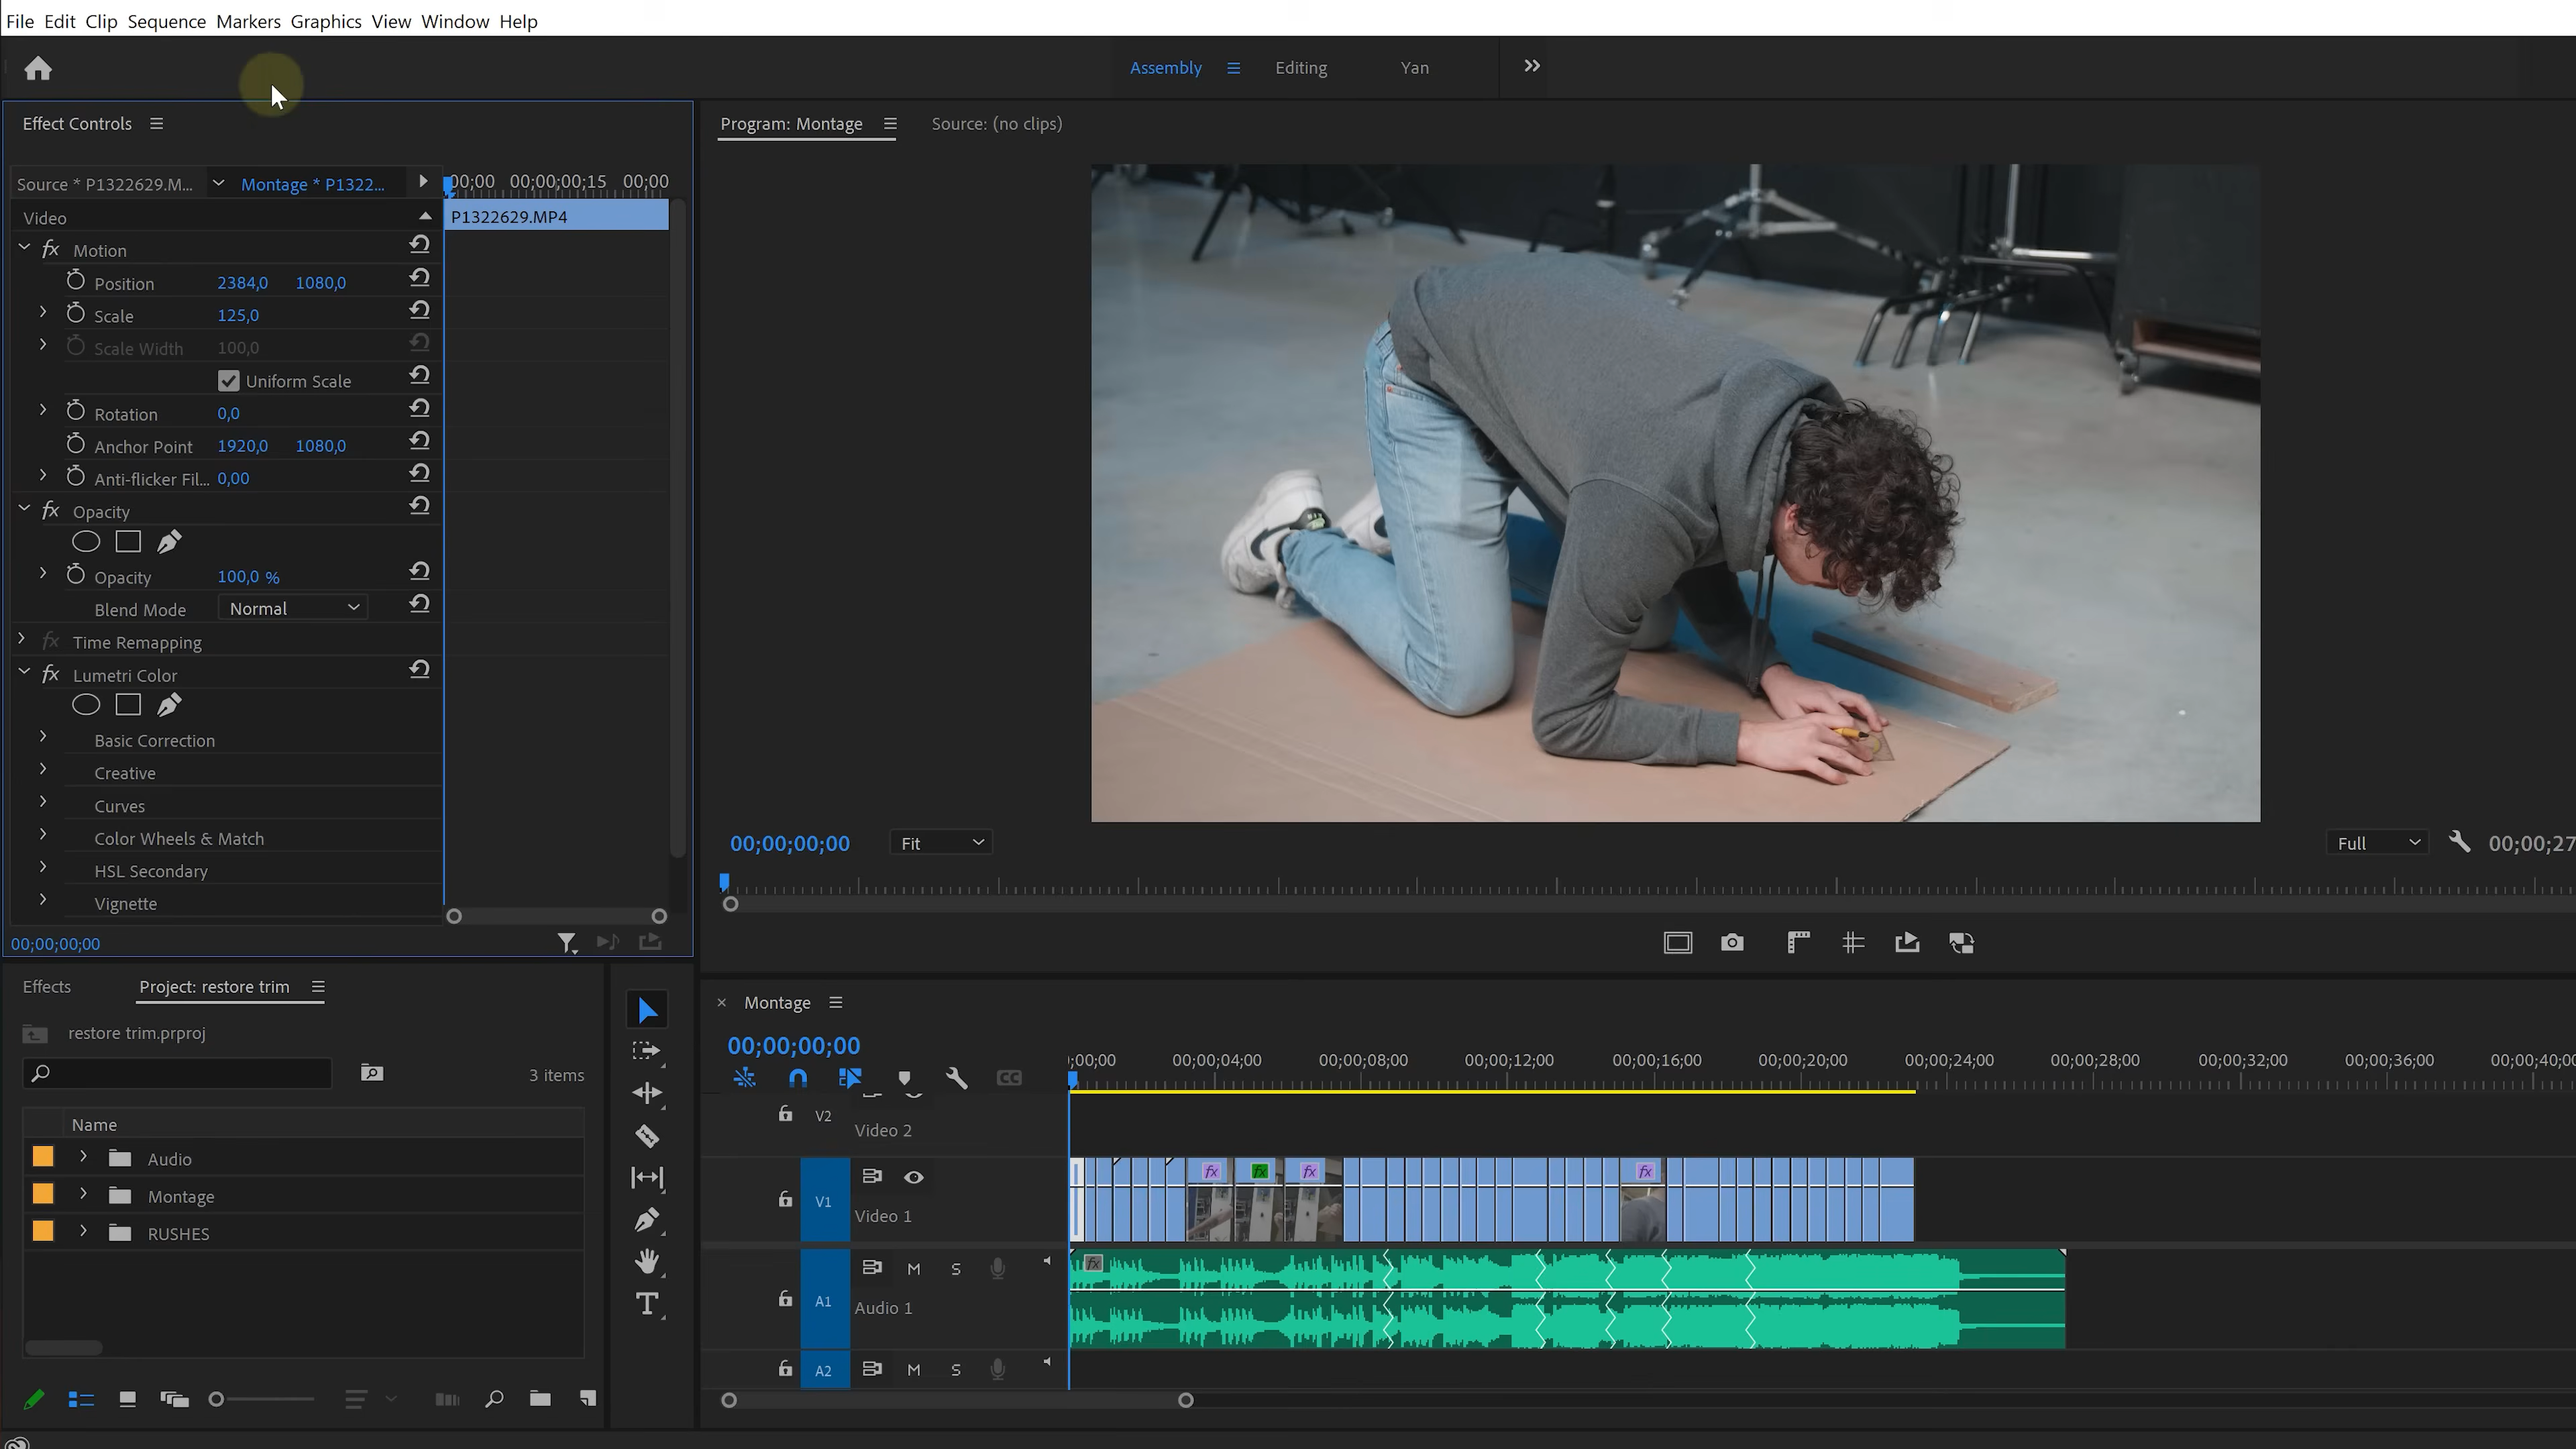 File Edit Clip Sequence Markers Graphics View Window Help
Assembly Editing Yan
Effect Controls
Source * P1322629.M... Montage * P1322... 00;00 00;00;00;15 00;00
Video P1322629.MP4
fx Motion
Position 2384,0 1080,0
Scale 125,0
Scale Width 100,0
Uniform Scale
Rotation 0,0
Anchor Point 1920,0 1080,0
Anti-flicker Fil... 0,00
fx Opacity
Opacity 100,0 %
Blend Mode Normal
fx Time Remapping
fx Lumetri Color
Basic Correction
Creative
Curves
Color Wheels & Match
HSL Secondary
Vignette
00;00;00;00
Program: Montage Source: (no clips)
00;00;00;00 Fit Full 00;00;27
Effects Project: restore trim
restore trim.prproj
3 items
Name
Audio
Montage
RUSHES
T
× Montage
00;00;00;00
;00;00 00;00;04;00 00;00;08;00 00;00;12;00 00;00;16;00 00;00;20;00 00;00;24;00 00;00;28;00 00;00;32;00 00;00;36;00 00;00;40;00
CC
V2 Video 2
fx fx fx fx
V1 Video 1
fx
A1 M S
Audio 1
A2 M S